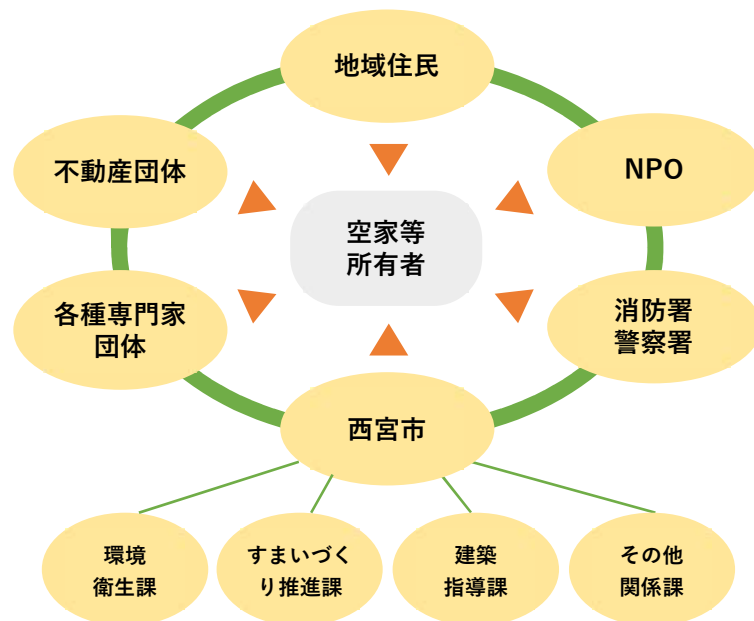 地域住民
不動産団体
NPO
空家等
所有者
各種専門家
団体
消防署
警察署
西宮市
環境
衛生課
すまいづく
り推進課
建築
指導課
その他
関係課